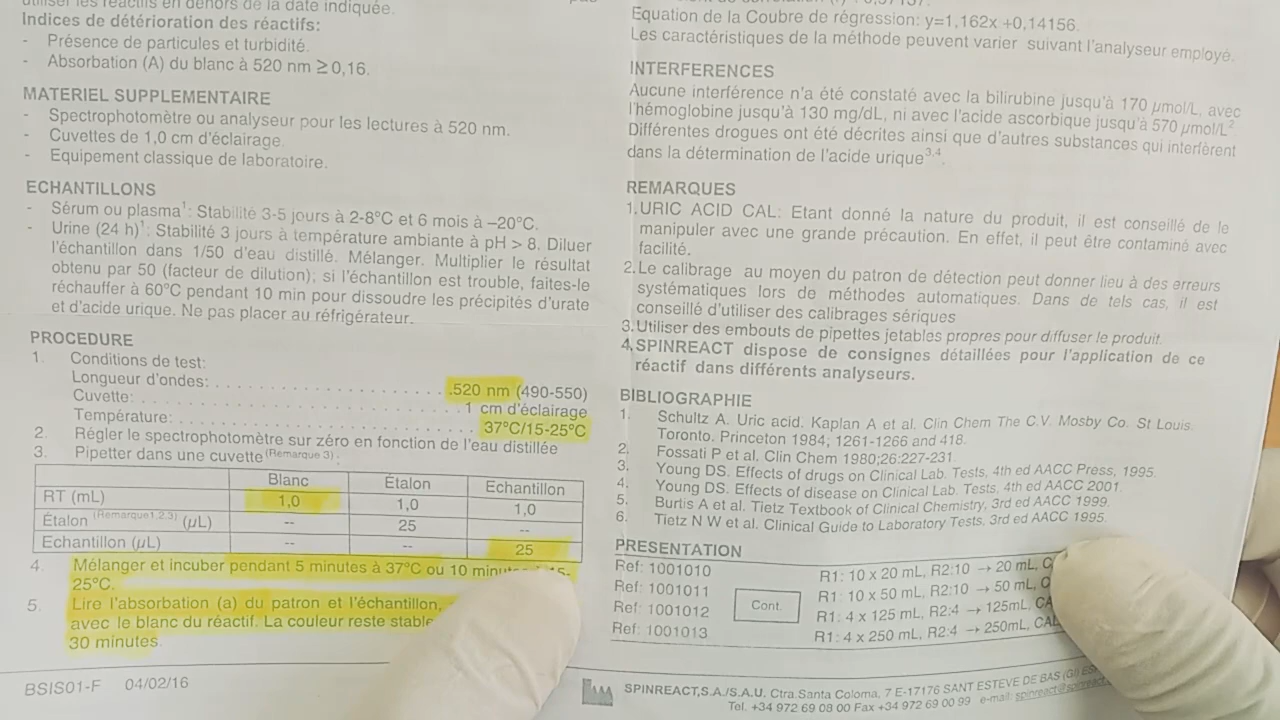 utiliser les réactifs en dehors de la date indiquée.
Indices de détérioration des réactifs:
- Présence de particules et turbidité.
- Absorbation (A) du blanc à 520 nm ≥ 0,16.
MATERIEL SUPPLEMENTAIRE
- Spectrophotomètre ou analyseur pour les lectures à 520 nm.
- Cuvettes de 1,0 cm d'éclairage.
- Equipement classique de laboratoire.
ECHANTILLONS
- Sérum ou plasma¹: Stabilité 3-5 jours à 2-8ºC et 6 mois à –20ºC.
- Urine (24 h)¹: Stabilité 3 jours à température ambiante à pH > 8. Diluer
l'échantillon dans 1/50 d'eau distillé. Mélanger. Multiplier le résultat
obtenu par 50 (facteur de dilution); si l'échantillon est trouble, faites-le
réchauffer à 60ºC pendant 10 min pour dissoudre les précipités d'urate
et d'acide urique. Ne pas placer au réfrigérateur.
PROCEDURE
1. Conditions de test:
Longueur d'ondes: . . . . . . . . . . . . . . . . . . . . . . . . .520 nm (490-550)
Cuvette: . . . . . . . . . . . . . . . . . . . . . . . . . . . . . . 1 cm d'éclairage
Température: . . . . . . . . . . . . . . . . . . . . . . . . . . . . 37ºC/15-25ºC
2. Régler le spectrophotomètre sur zéro en fonction de l'eau distillée
3. Pipetter dans une cuvette (Remarque 3).
Blanc Étalon Echantillon
RT (mL) 1,0 1,0 1,0
Étalon (Remarque1,2,3) (µL) -- 25 --
Echantillon (µL) -- -- 25
4. Mélanger et incuber pendant 5 minutes à 37ºC ou 10
25ºC.
5. Lire l'absorbation (a) du patron et l'échantillon,
avec le blanc du réactif. La couleur reste stable
30 minutes.
BSIS01-F 04/02/16
Equation de la Coubre de régression: y=1,162x +0,14156.
Les caractéristiques de la méthode peuvent varier suivant l'analyseur employé.
INTERFERENCES
Aucune interférence n'a été constaté avec la bilirubine jusqu'à 170 µmol/L, avec
l'hémoglobine jusqu'à 130 mg/dL, ni avec l'acide ascorbique jusqu'à 570 µmol/L²
Différentes drogues ont été décrites ainsi que d'autres substances qui interfèrent
dans la détermination de l'acide urique³,⁴.
REMARQUES
1. URIC ACID CAL: Etant donné la nature du produit, il est conseillé de le
manipuler avec une grande précaution. En effet, il peut être contaminé avec
facilité.
2. Le calibrage au moyen du patron de détection peut donner lieu à des erreurs
systématiques lors de méthodes automatiques. Dans de tels cas, il est
conseillé d'utiliser des calibrages sériques
3. Utiliser des embouts de pipettes jetables propres pour diffuser le produit.
4. SPINREACT dispose de consignes détaillées pour l'application de ce
réactif dans différents analyseurs.
BIBLIOGRAPHIE
1. Schultz A. Uric acid. Kaplan A et al. Clin Chem The C.V. Mosby Co. St Louis.
Toronto. Princeton 1984; 1261-1266 and 418.
2. Fossati P et al. Clin Chem 1980;26:227-231.
3. Young DS. Effects of drugs on Clinical Lab. Tests, 4th ed AACC Press, 1995.
4. Young DS. Effects of disease on Clinical Lab. Tests, 4th ed AACC 2001.
5. Burtis A et al. Tietz Textbook of Clinical Chemistry, 3rd ed AACC 1999.
6. Tietz N W et al. Clinical Guide to Laboratory Tests, 3rd ed AACC 1995.
PRESENTATION
Ref: 1001010 R1: 10 x 20 mL, R2:10 → 20 mL,
Ref: 1001011 R1: 10 x 50 mL, R2:10 → 50 mL,
Ref: 1001012 R1: 4 x 125 mL, R2:4 → 125mL,
Ref: 1001013 R1: 4 x 250 mL, R2:4 → 250mL,
Cont.
SPINREACT,S.A./S.A.U. Ctra.Santa Coloma, 7 E-17176 SANT ESTEVE DE BAS (GI)
Tel. +34 972 69 08 00 Fax +34 972 69 00 99 e-mail: